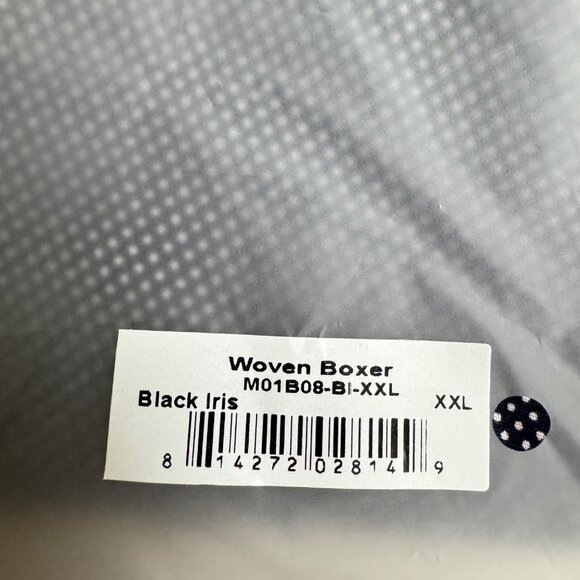 Woven Boxer
M01B08-BI-XXL
Black Iris XXL
8 14272 02814 9